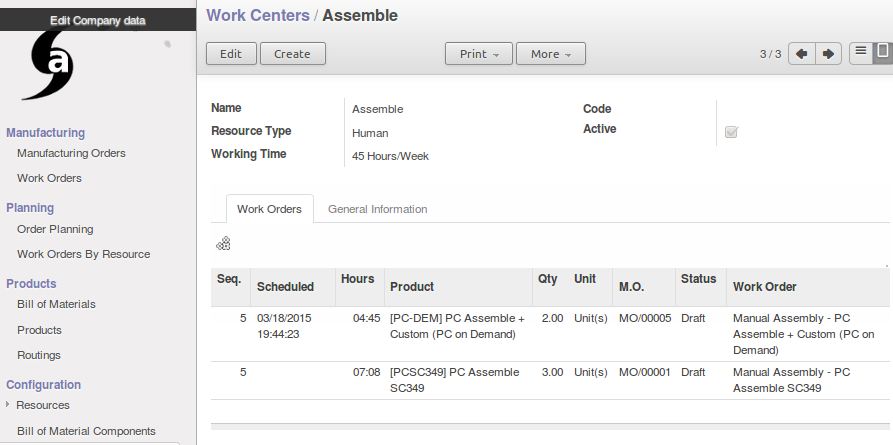 Edit Company data
a
Manufacturing
Manufacturing Orders
Work Orders
Planning
Order Planning
Work Orders By Resource
Products
Bill of Materials
Products
Routings
Configuration
Resources
Bill of Material Components
Work Centers / Assemble
Edit Create Print More 3 / 3
Name Assemble Code
Resource Type Human Active
Working Time 45 Hours/Week
Work Orders General Information
Seq. Scheduled Hours Product Qty Unit M.O. Status Work Order
5 03/18/2015 04:45 [PC-DEM] PC Assemble + 2.00 Unit(s) MO/00005 Draft Manual Assembly - PC
19:44:23 Custom (PC on Demand) Assemble + Custom (PC on
Demand)
5 07:08 [PCSC349] PC Assemble 3.00 Unit(s) MO/00001 Draft Manual Assembly - PC
SC349 Assemble SC349